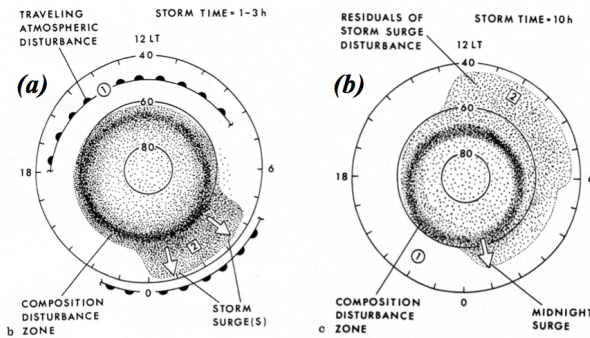 TRAVELING
ATMOSPHERIC
DISTURBANCE
STORM TIME = 1-3 h
12 LT
40
(a)
1
60
80
18
6
2
0
COMPOSITION
DISTURBANCE
b ZONE
STORM
SURGE(S)
RESIDUALS OF
STORM SURGE
DISTURBANCE
STORM TIME = 10 h
12 LT
40
(b)
2
60
80
18
6
1
0
COMPOSITION
DISTURBANCE
c ZONE
MIDNIGHT
SURGE